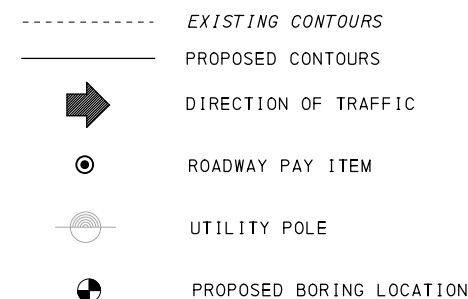 EXISTING CONTOURS
PROPOSED CONTOURS
DIRECTION OF TRAFFIC
ROADWAY PAY ITEM
UTILITY POLE
PROPOSED BORING LOCATION